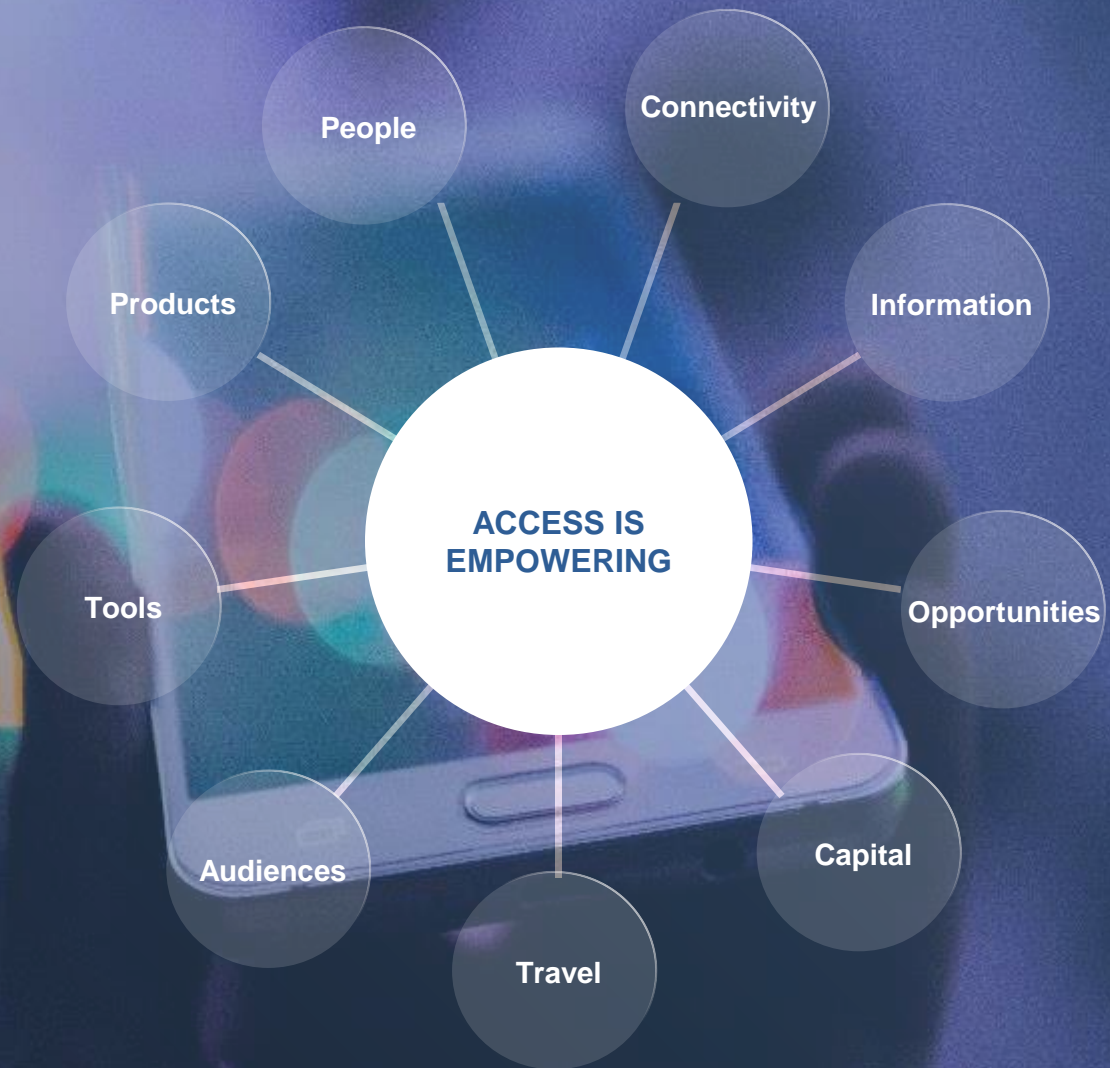 People
Connectivity
Products
Information
ACCESS IS
EMPOWERING
Tools
Opportunities
Audiences
Capital
Travel